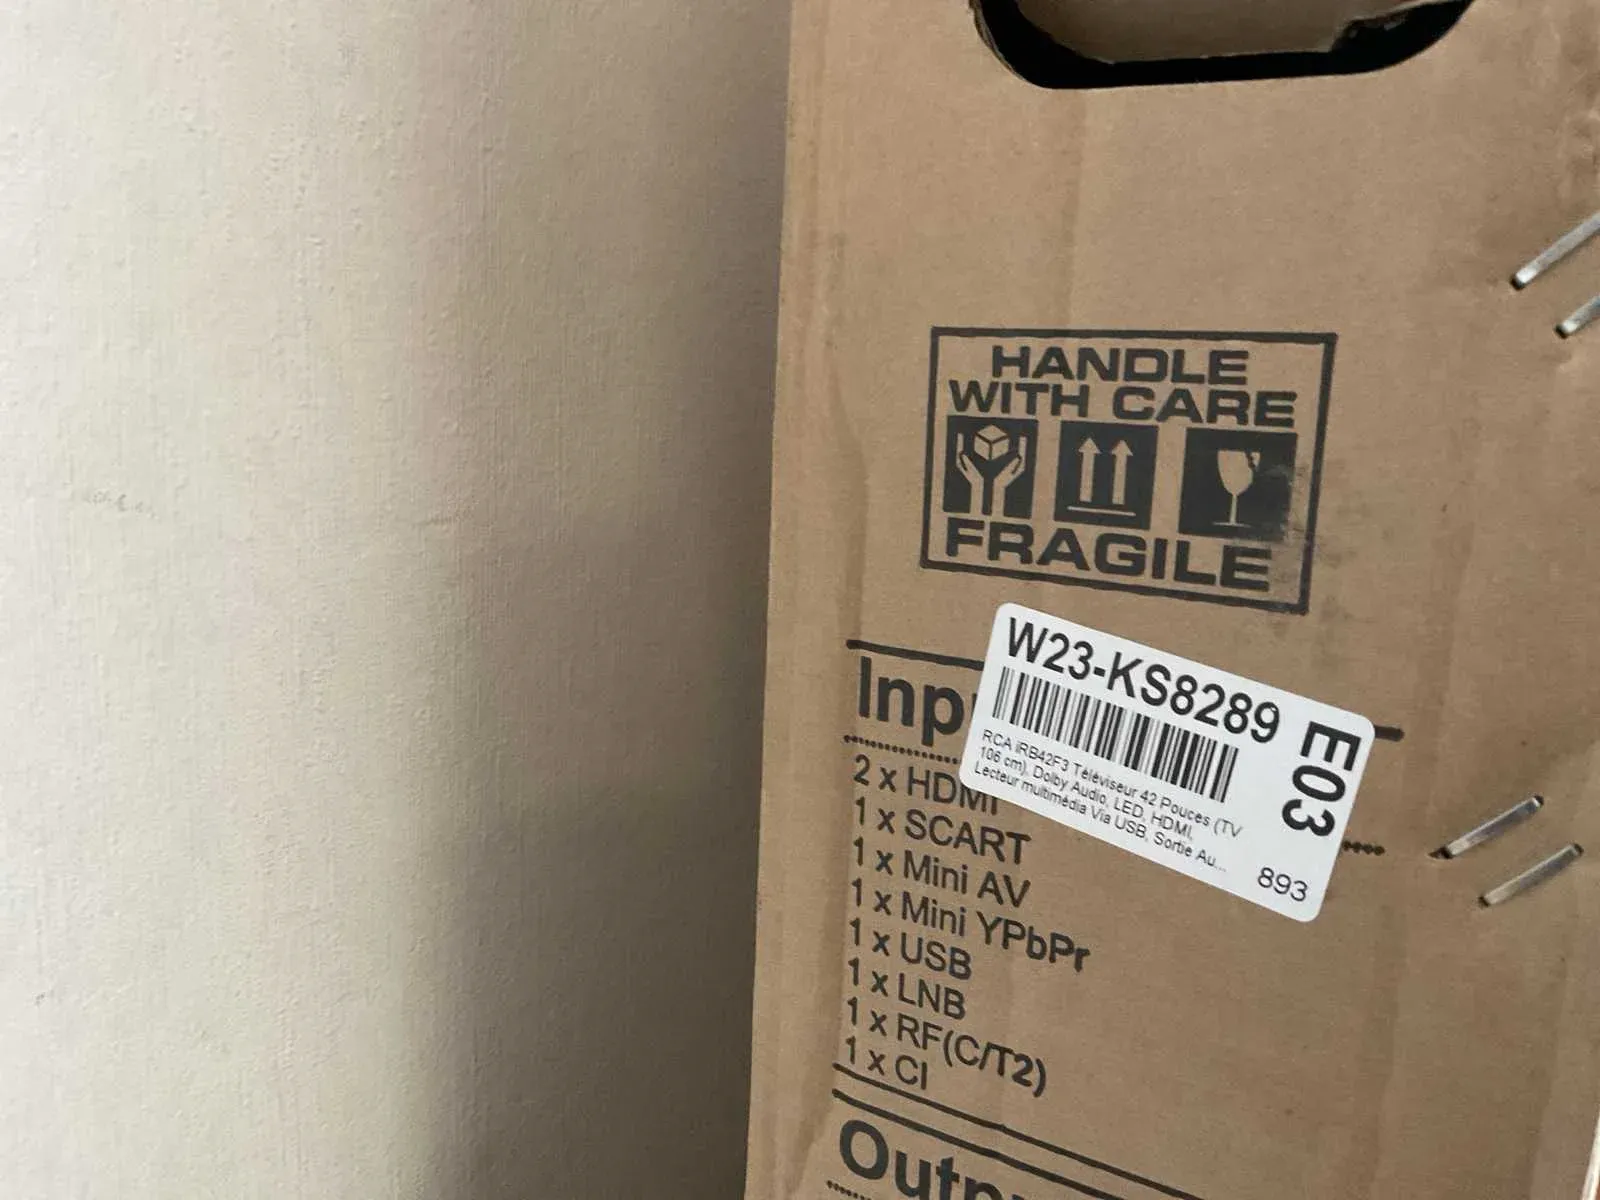 HANDLE
WITH CARE
FRAGILE
W23-KS8289
E03
RCA iRB42F3 Téléviseur 42 Pouces (TV
106 cm), Dolby Audio, LED, HDMI,
Lecteur multimédia Via USB, Sortie Au...
893
Inp
2 x HDMI
1 x SCART
1 x Mini AV
1 x Mini YPbPr
1 x USB
1 x LNB
1 x RF(C/T2)
1 x CI
Outp